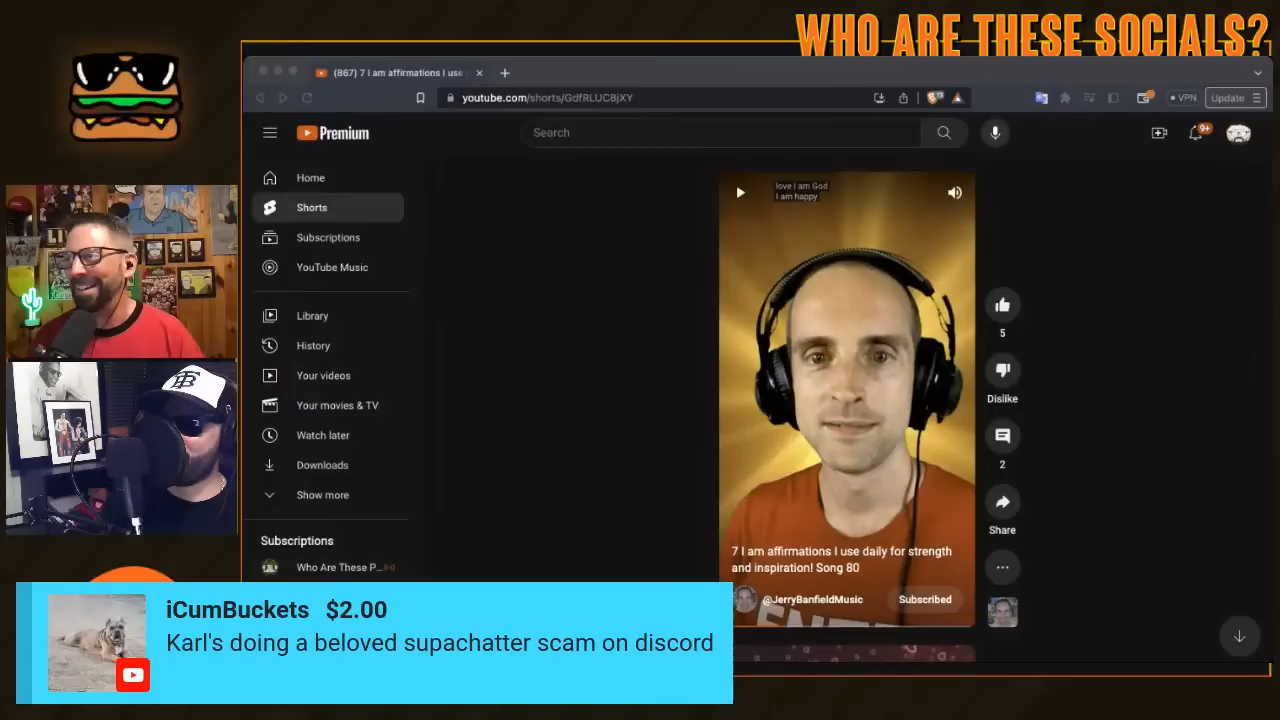 WHO ARE THESE SOCIALS?
(867) 7 I am affirmations I use
youtube.com/shorts/GdfRLUC8jXY
VPN
Update
Premium
Search
9+
Home
Shorts
Subscriptions
YouTube Music
Library
History
Your videos
Your movies & TV
Watch later
Downloads
Show more
Subscriptions
Who Are These P...
love I am God
I am happy
5
Dislike
2
Share
7 I am affirmations I use daily for strength
and inspiration! Song 80
@JerryBanfieldMusic
Subscribed
iCumBuckets $2.00
Karl's doing a beloved supachatter scam on discord